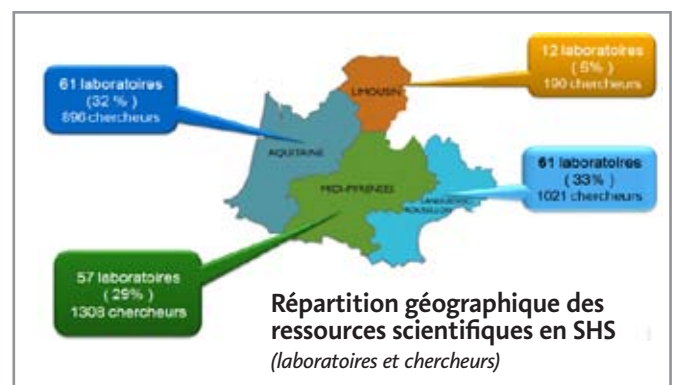 12 laboratoires
( 6% )
190 chercheurs
61 laboratoires
(32 %)
896 chercheurs
LIMOUSIN
AQUITAINE
MIDI-PYRENEES
LANGUEDOC
ROUSSILLON
61 laboratoires
( 33% )
1021 chercheurs
57 laboratoires
( 29% )
1308 chercheurs
Répartition géographique des
ressources scientifiques en SHS
(laboratoires et chercheurs)